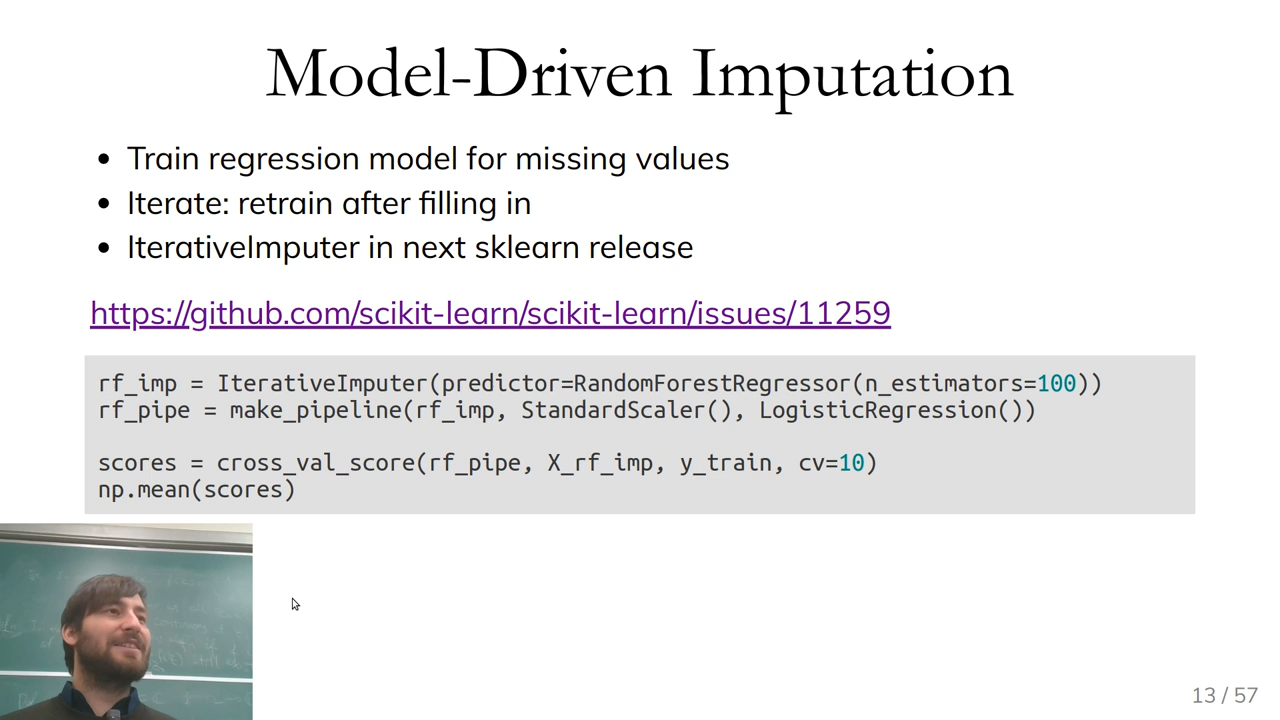 Model-Driven Imputation
• Train regression model for missing values
• Iterate: retrain after filling in
• IterativeImputer in next sklearn release
https://github.com/scikit-learn/scikit-learn/issues/11259
rf_imp = IterativeImputer(predictor=RandomForestRegressor(n_estimators=100))
rf_pipe = make_pipeline(rf_imp, StandardScaler(), LogisticRegression())
scores = cross_val_score(rf_pipe, X_rf_imp, y_train, cv=10)
np.mean(scores)
13 / 57